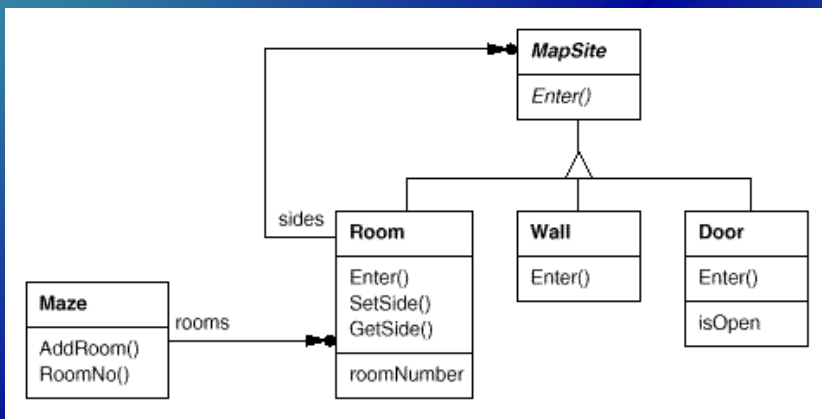 MapSite
Enter()
sides
Room
Enter()
SetSide()
GetSide()
roomNumber
Wall
Enter()
Door
Enter()
isOpen
Maze
AddRoom()
RoomNo()
rooms